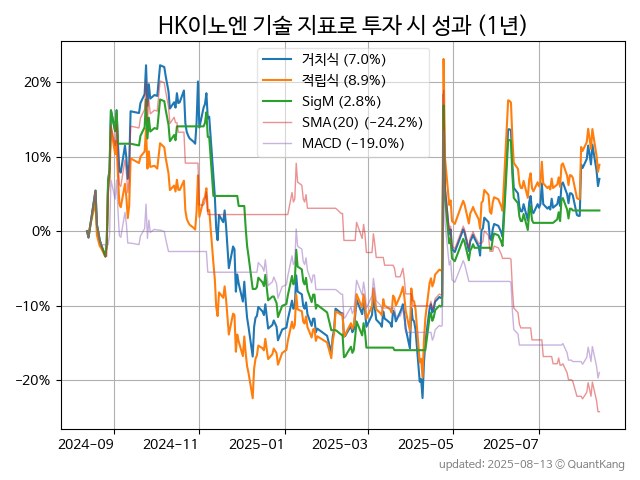 HK이노엔 기술 지표로 투자 시 성과 (1년)
거치식 (7.0%)
적립식 (8.9%)
SigM (2.8%)
SMA(20) (−24.2%)
MACD (−19.0%)
20%
10%
0%
−10%
−20%
2024-09 2024-11 2025-01 2025-03 2025-05 2025-07
updated: 2025-08-13 © QuantKang